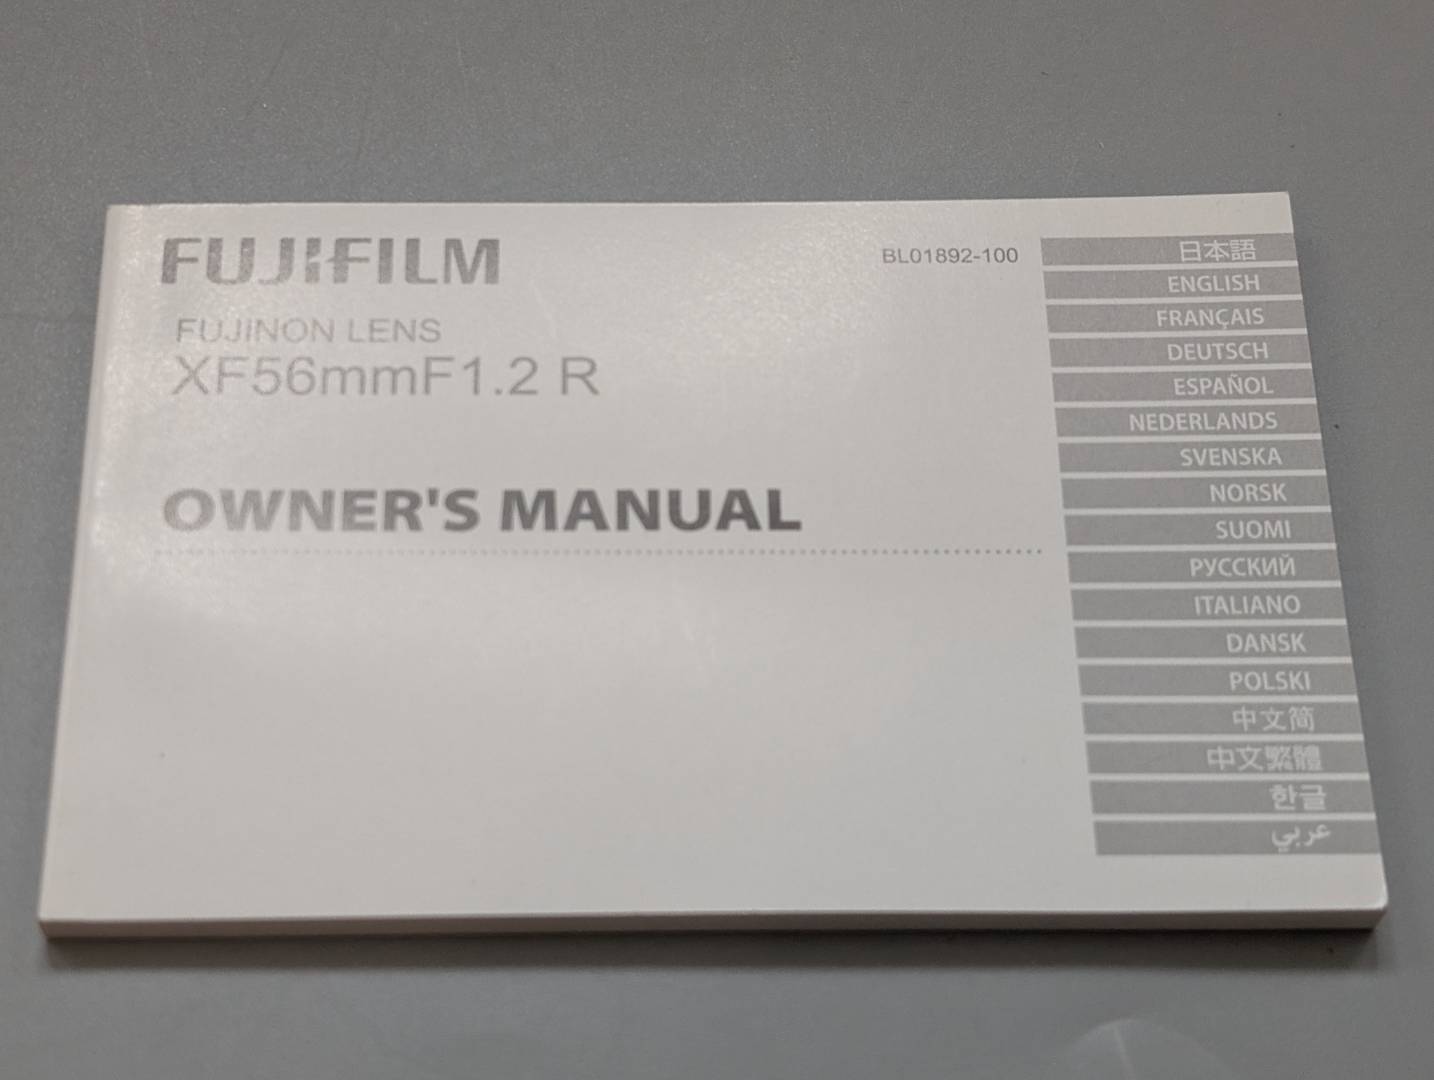 FUJIFILM
FUJINON LENS
XF56mmF1.2 R
OWNER'S MANUAL
BL01892-100
日本語
ENGLISH
FRANÇAIS
DEUTSCH
ESPAÑOL
NEDERLANDS
SVENSKA
NORSK
SUOMI
РУССКИЙ
ITALIANO
DANSK
POLSKI
中文简
中文繁體
한글
عربي